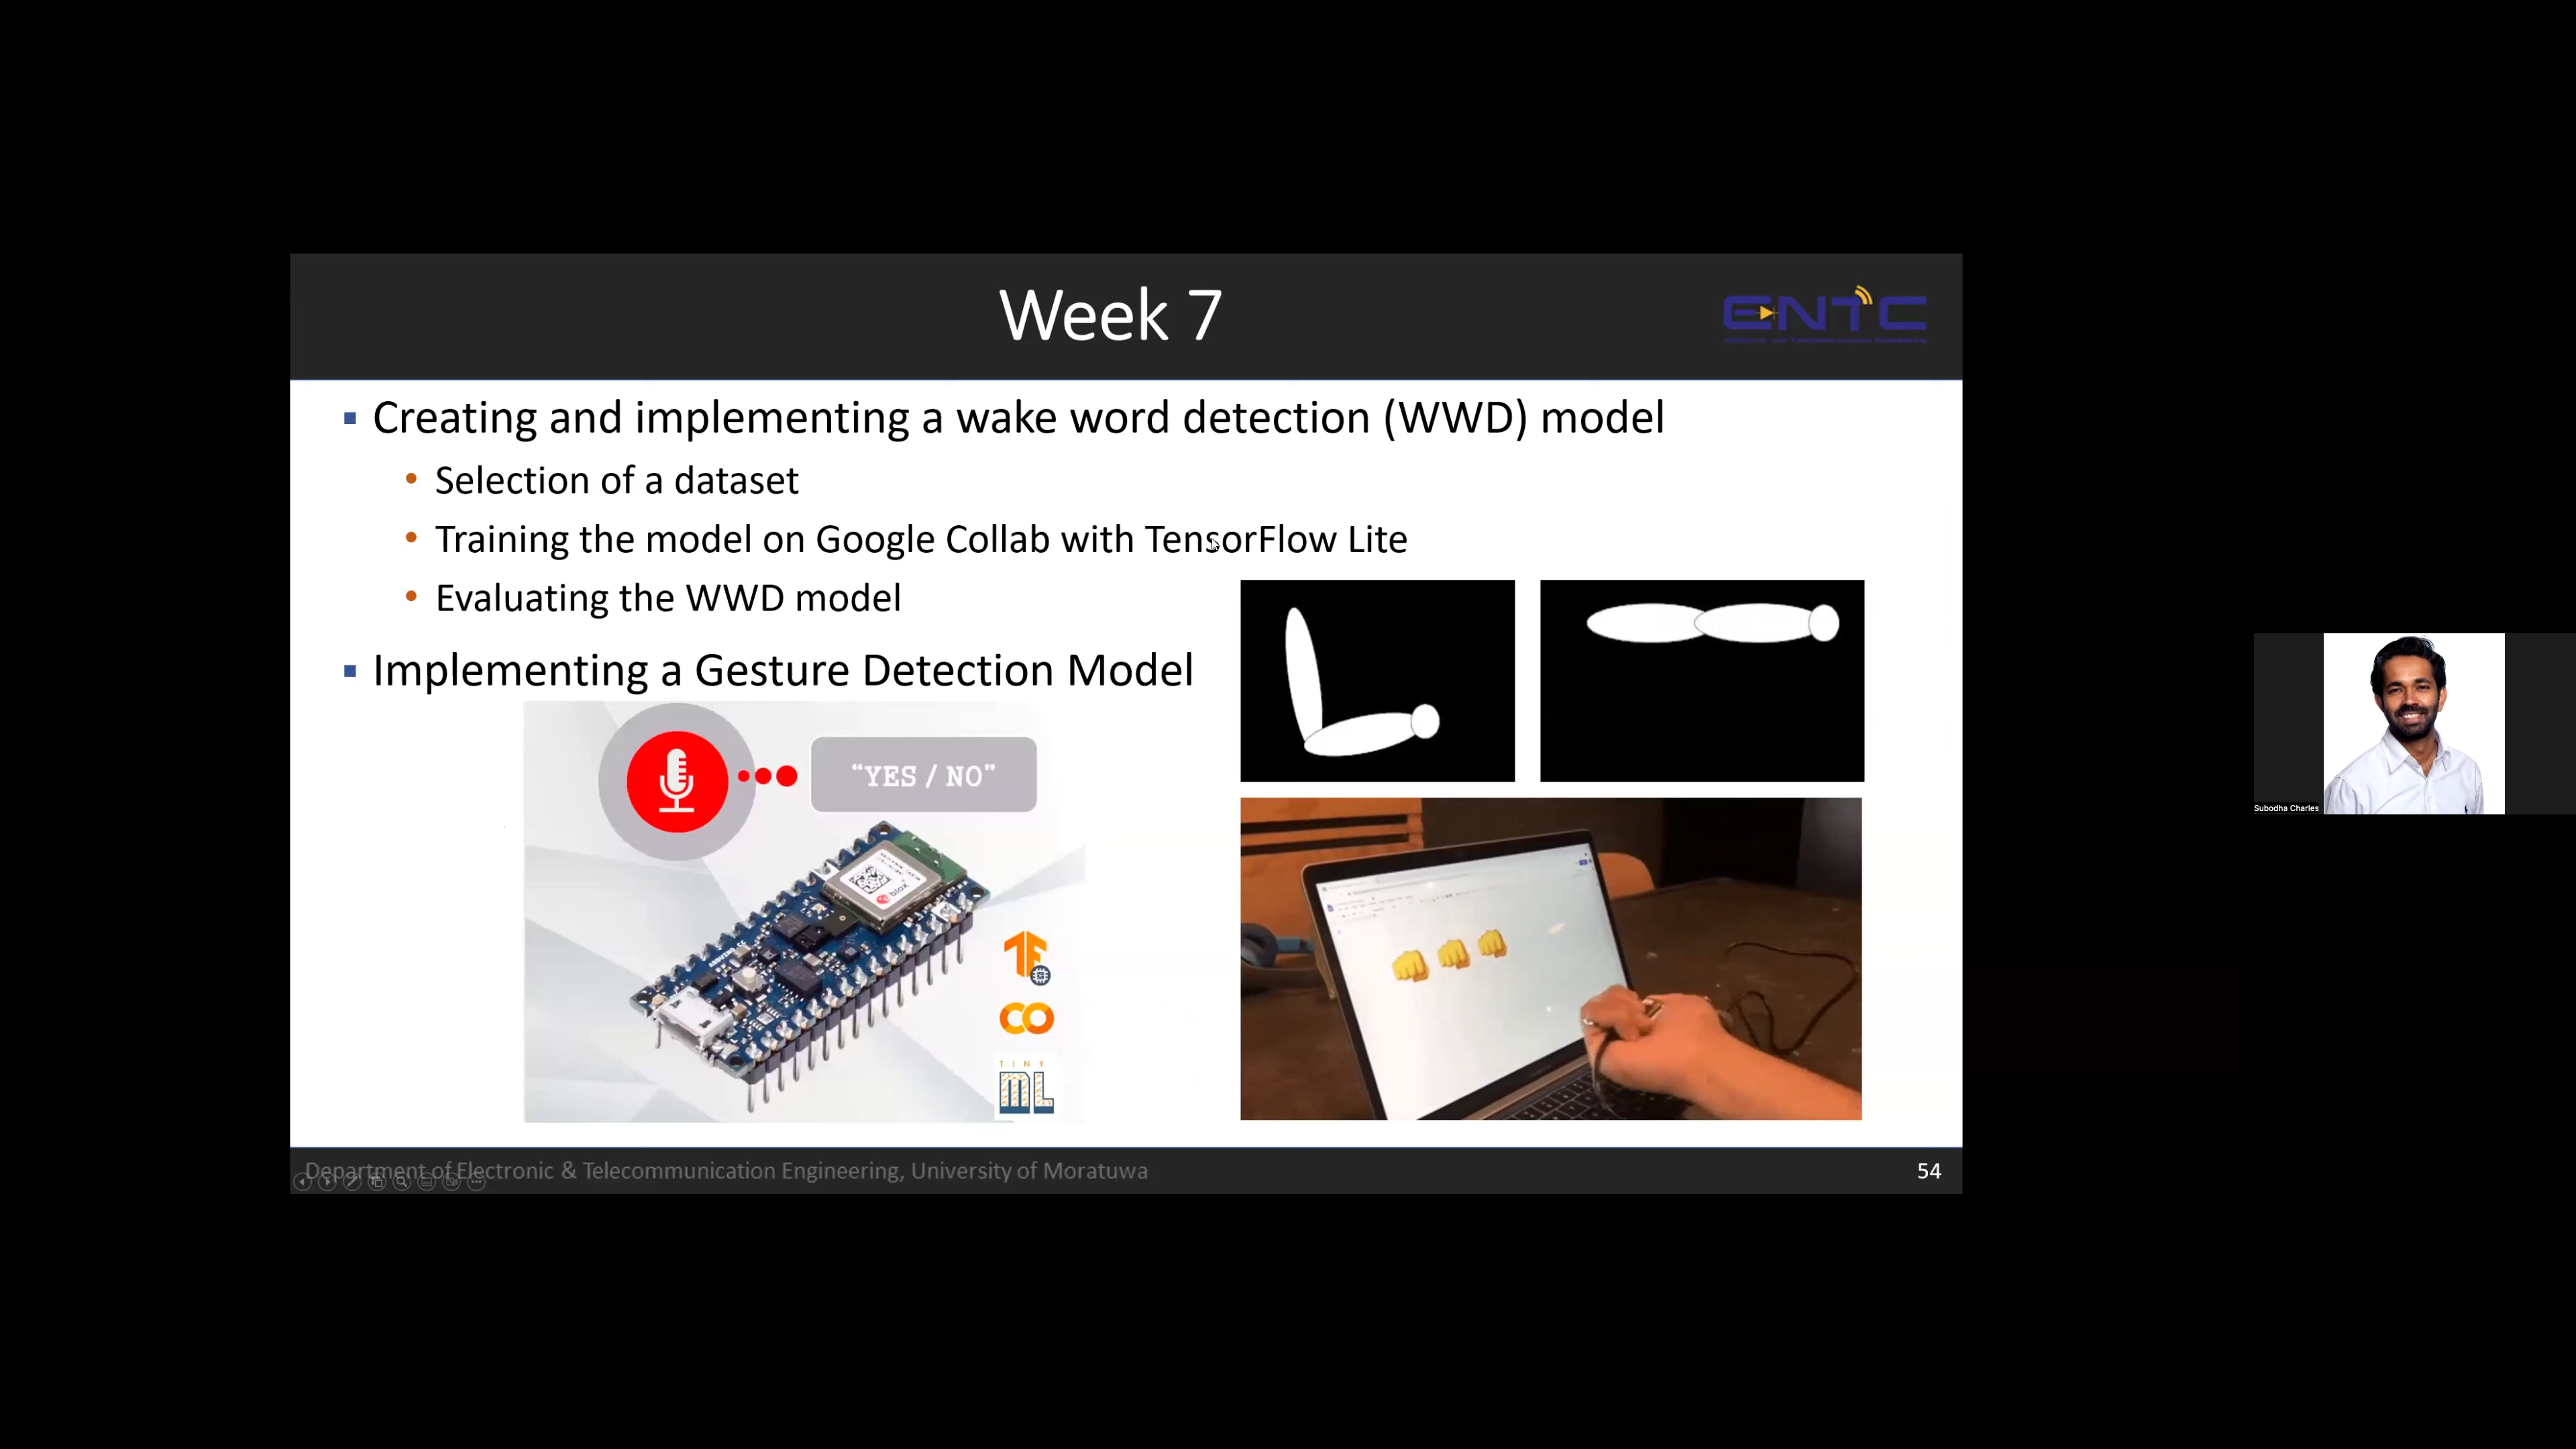 Week 7
ENTC
Creating and implementing a wake word detection (WWD) model
Selection of a dataset
Training the model on Google Collab with TensorFlow Lite
Evaluating the WWD model
Implementing a Gesture Detection Model
“YES / NO”
blox
TINY
mL
Department of Electronic & Telecommunication Engineering, University of Moratuwa
54
Subodha Charles